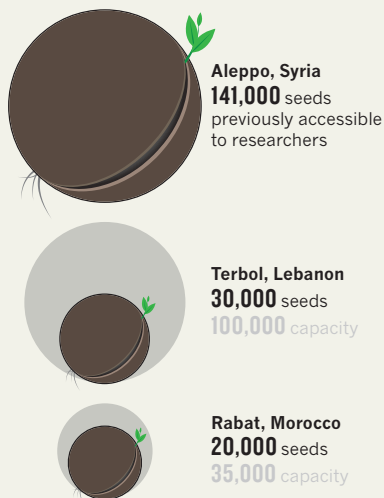 Aleppo, Syria
141,000 seeds
previously accessible
to researchers
Terbol, Lebanon
30,000 seeds
100,000 capacity
Rabat, Morocco
20,000 seeds
35,000 capacity